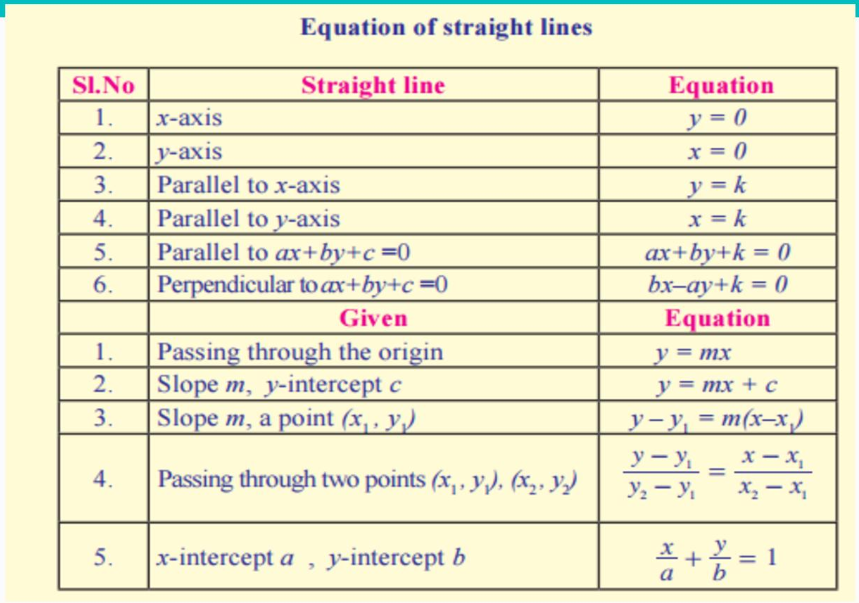 Equation of straight lines
Sl.No Straight line Equation
1. x-axis y = 0
2. y-axis x = 0
3. Parallel to x-axis y = k
4. Parallel to y-axis x = k
5. Parallel to ax+by+c =0 ax+by+k = 0
6. Perpendicular to ax+by+c =0 bx–ay+k = 0
Given Equation
1. Passing through the origin y = mx
2. Slope m, y-intercept c y = mx + c
3. Slope m, a point (x₁, y₁) y – y₁ = m(x–x₁)
4. Passing through two points (x₁, y₁), (x₂, y₂) (y – y₁)/(y₂ – y₁) = (x – x₁)/(x₂ – x₁)
5. x-intercept a , y-intercept b x/a + y/b = 1